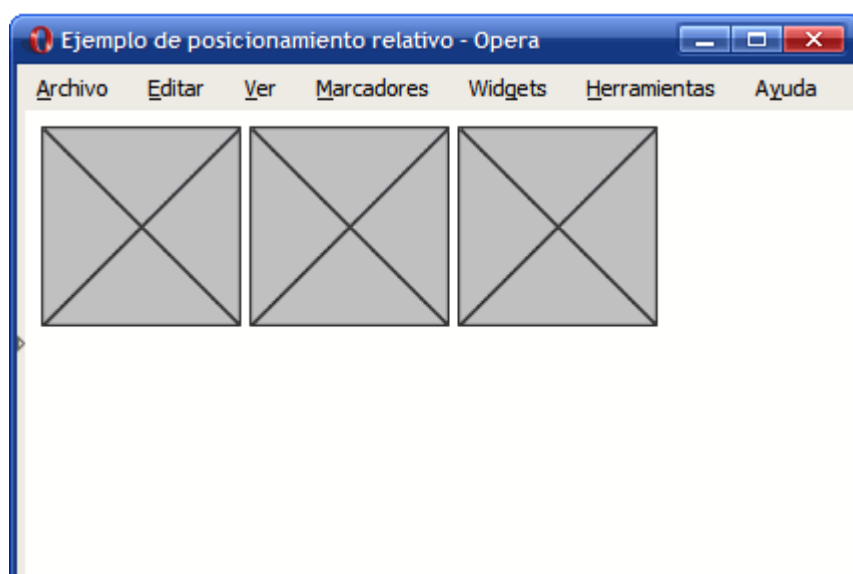 Ejemplo de posicionamiento relativo - Opera
Archivo Editar Ver Marcadores Widgets Herramientas Ayuda